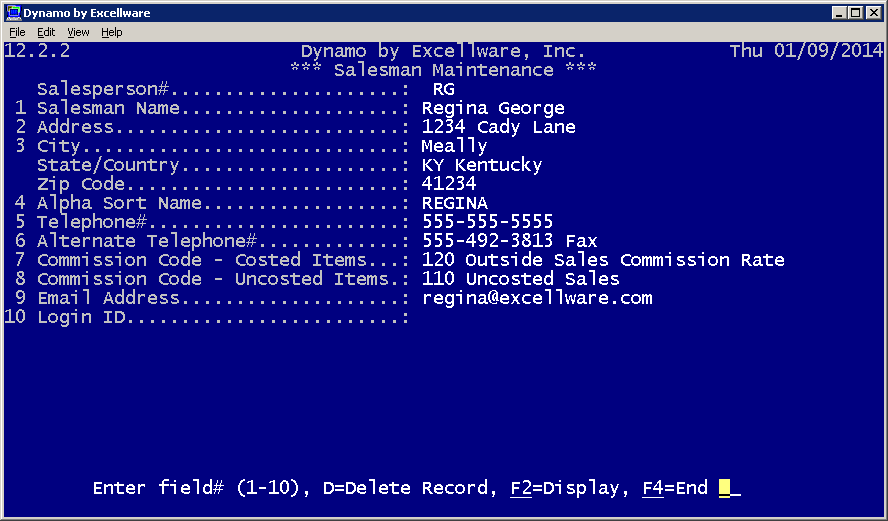 Dynamo by Excellware
File Edit View Help
12.2.2 Dynamo by Excellware, Inc. Thu 01/09/2014
*** Salesman Maintenance ***
Salesperson#.....................: RG
1 Salesman Name....................: Regina George
2 Address..........................: 1234 Cady Lane
3 City.............................: Meally
State/Country....................: KY Kentucky
Zip Code.........................: 41234
4 Alpha Sort Name..................: REGINA
5 Telephone#.......................: 555-555-5555
6 Alternate Telephone#.............: 555-492-3813 Fax
7 Commission Code - Costed Items...: 120 Outside Sales Commission Rate
8 Commission Code - Uncosted Items.: 110 Uncosted Sales
9 Email Address....................: regina@excellware.com
10 Login ID.........................:
Enter field# (1-10), D=Delete Record, F2=Display, F4=End